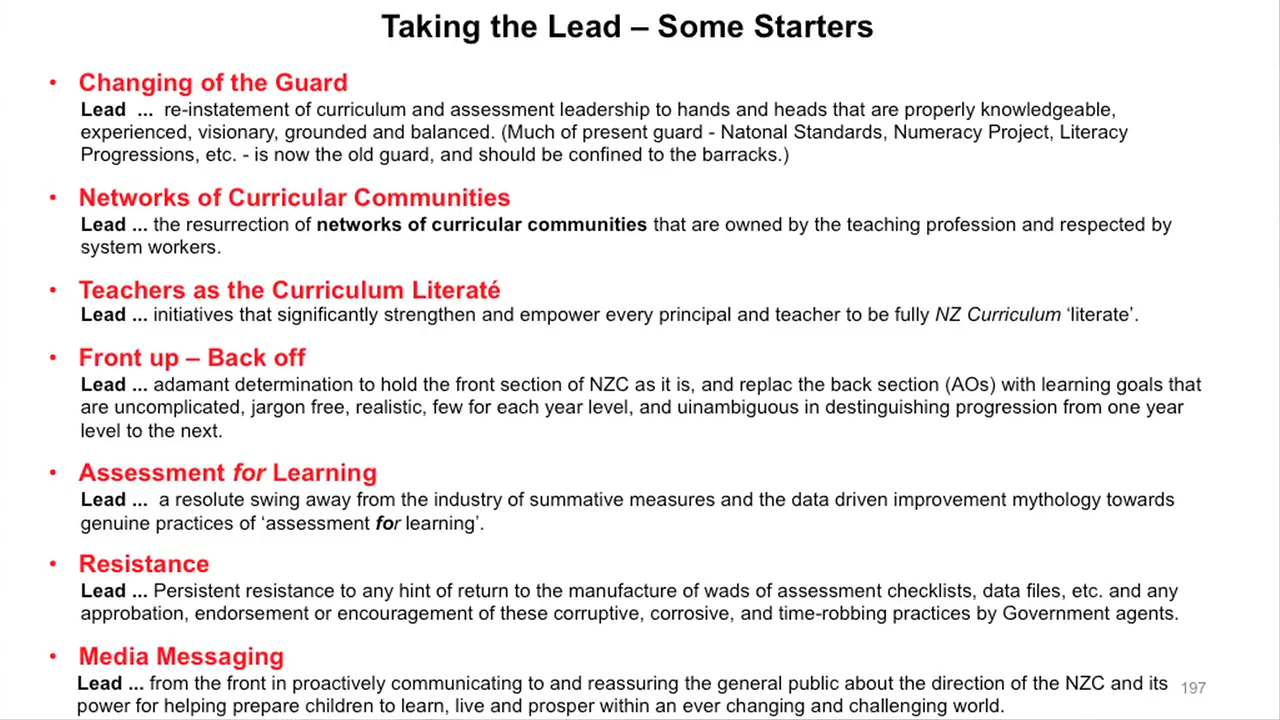 Taking the Lead – Some Starters
• Changing of the Guard
Lead ... re-instatement of curriculum and assessment leadership to hands and heads that are properly knowledgeable,
experienced, visionary, grounded and balanced. (Much of present guard - Natonal Standards, Numeracy Project, Literacy
Progressions, etc. - is now the old guard, and should be confined to the barracks.)
• Networks of Curricular Communities
Lead ... the resurrection of networks of curricular communities that are owned by the teaching profession and respected by
system workers.
• Teachers as the Curriculum Literaté
Lead ... initiatives that significantly strengthen and empower every principal and teacher to be fully NZ Curriculum ‘literate’.
• Front up – Back off
Lead ... adamant determination to hold the front section of NZC as it is, and replac the back section (AOs) with learning goals that
are uncomplicated, jargon free, realistic, few for each year level, and uinambiguous in destinguishing progression from one year
level to the next.
• Assessment for Learning
Lead ... a resolute swing away from the industry of summative measures and the data driven improvement mythology towards
genuine practices of ‘assessment for learning’.
• Resistance
Lead ... Persistent resistance to any hint of return to the manufacture of wads of assessment checklists, data files, etc. and any
approbation, endorsement or encouragement of these corruptive, corrosive, and time-robbing practices by Government agents.
• Media Messaging
Lead ... from the front in proactively communicating to and reassuring the general public about the direction of the NZC and its
power for helping prepare children to learn, live and prosper within an ever changing and challenging world.
197